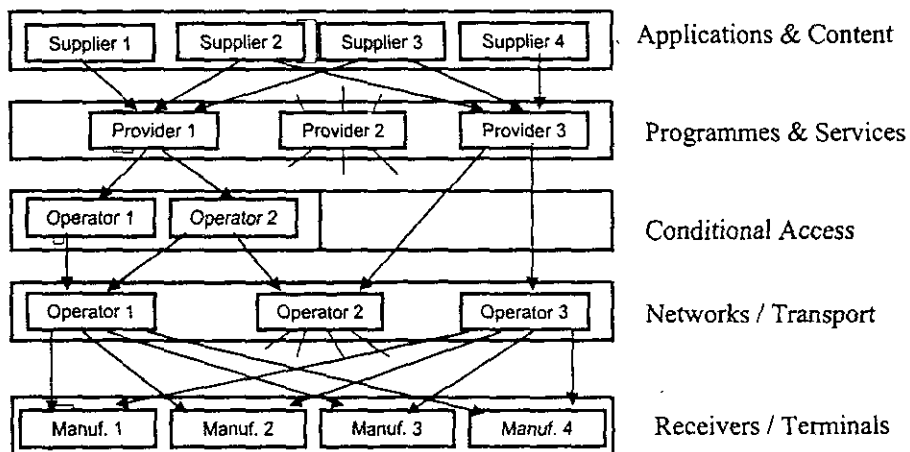 Supplier 1 Supplier 2 Supplier 3 Supplier 4 Applications & Content
Provider 1 Provider 2 Provider 3 Programmes & Services
Operator 1 Operator 2 Conditional Access
Operator 1 Operator 2 Operator 3 Networks / Transport
Manuf. 1 Manuf. 2 Manuf. 3 Manuf. 4 Receivers / Terminals